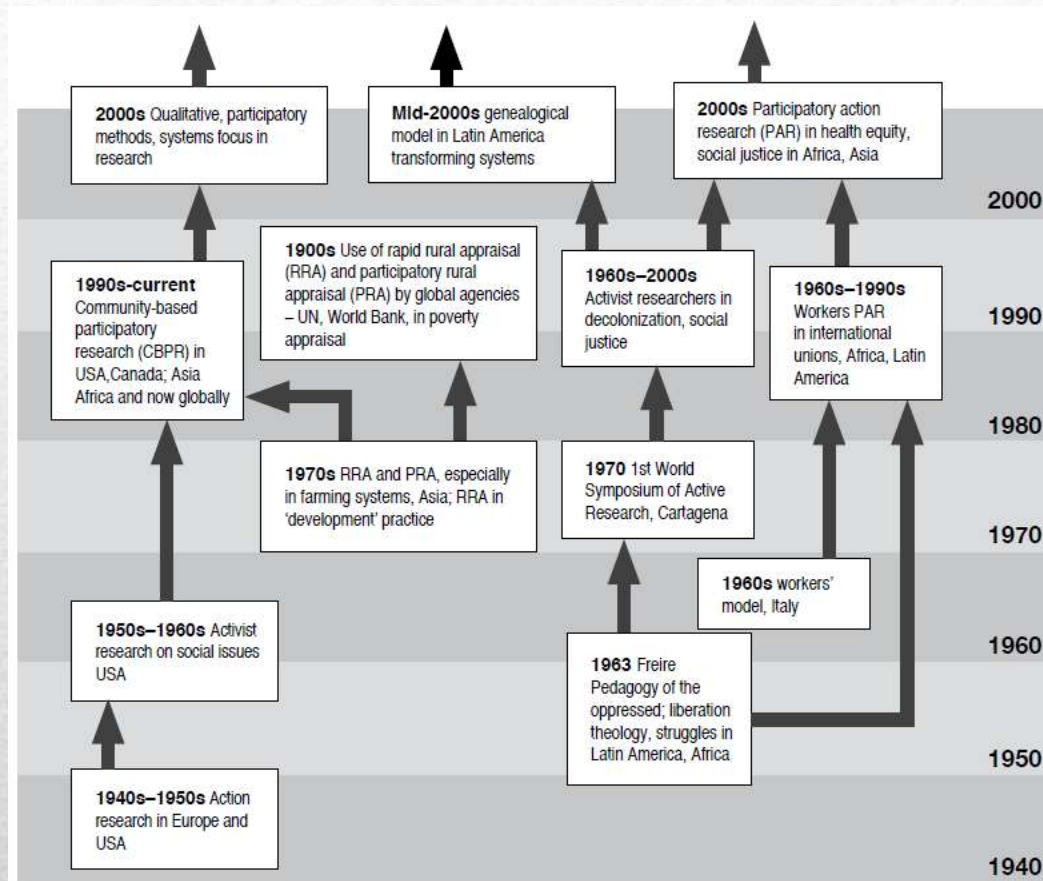 2000s Qualitative, participatory
methods, systems focus in
research
Mid-2000s genealogical
model in Latin America
transforming systems
2000s Participatory action
research (PAR) in health equity,
social justice in Africa, Asia
2000
1990s-current
Community-based
participatory
research (CBPR) in
USA,Canada; Asia
Africa and now globally
1900s Use of rapid rural appraisal
(RRA) and participatory rural
appraisal (PRA) by global agencies
– UN, World Bank, in poverty
appraisal
1960s–2000s
Activist researchers in
decolonization, social
justice
1960s–1990s
Workers PAR
in international
unions, Africa, Latin
America
1990
1980
1970s RRA and PRA, especially
in farming systems, Asia; RRA in
‘development’ practice
1970 1st World
Symposium of Active
Research, Cartagena
1970
1960s workers’
model, Italy
1950s–1960s Activist
research on social issues
USA
1963 Freire
Pedagogy of the
oppressed; liberation
theology, struggles in
Latin America, Africa
1960
1950
1940s–1950s Action
research in Europe and
USA
1940